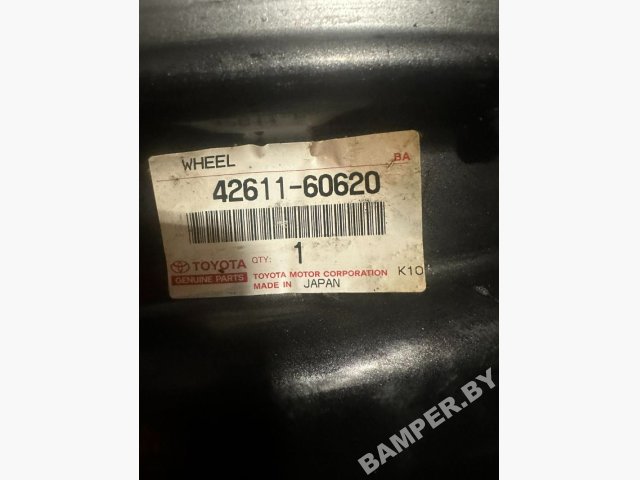 WHEEL
BA
42611-60620
TOYOTA QTY: 1
GENUINE PARTS TOYOTA MOTOR CORPORATION K10
MADE IN JAPAN
BAMPER.BY